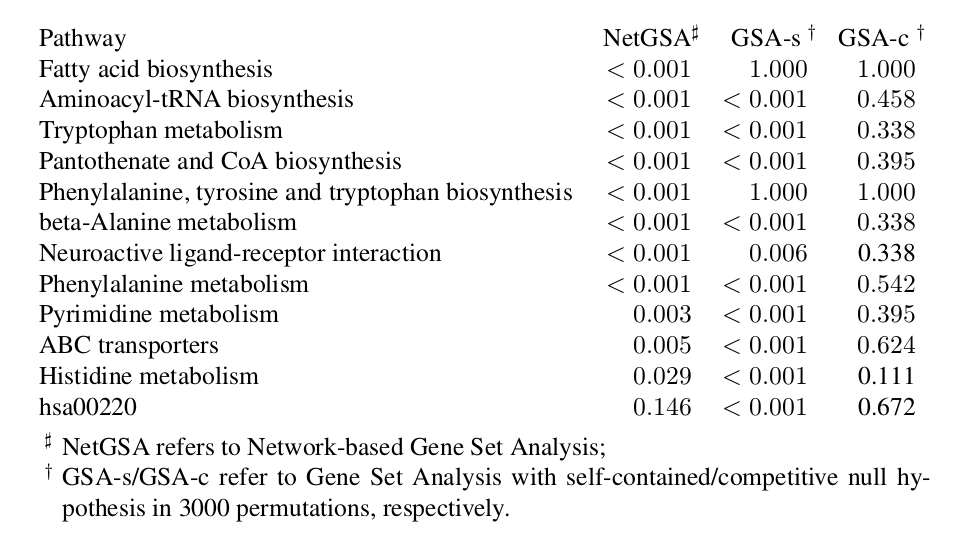 Pathway NetGSA♯ GSA-s † GSA-c †
Fatty acid biosynthesis < 0.001 1.000 1.000
Aminoacyl-tRNA biosynthesis < 0.001 < 0.001 0.458
Tryptophan metabolism < 0.001 < 0.001 0.338
Pantothenate and CoA biosynthesis < 0.001 < 0.001 0.395
Phenylalanine, tyrosine and tryptophan biosynthesis < 0.001 1.000 1.000
beta-Alanine metabolism < 0.001 < 0.001 0.338
Neuroactive ligand-receptor interaction < 0.001 0.006 0.338
Phenylalanine metabolism < 0.001 < 0.001 0.542
Pyrimidine metabolism 0.003 < 0.001 0.395
ABC transporters 0.005 < 0.001 0.624
Histidine metabolism 0.029 < 0.001 0.111
hsa00220 0.146 < 0.001 0.672
♯ NetGSA refers to Network-based Gene Set Analysis;
† GSA-s/GSA-c refer to Gene Set Analysis with self-contained/competitive null hy-
pothesis in 3000 permutations, respectively.